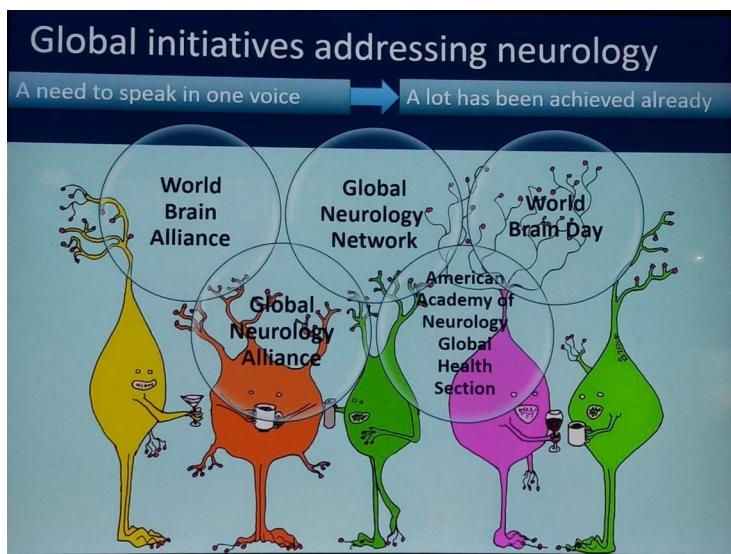 Global initiatives addressing neurology
A need to speak in one voice
A lot has been achieved already
World
Brain
Alliance
Global
Neurology
Network
World
Brain Day
Global
Neurology
Alliance
American
Academy of
Neurology
Global
Health
Section